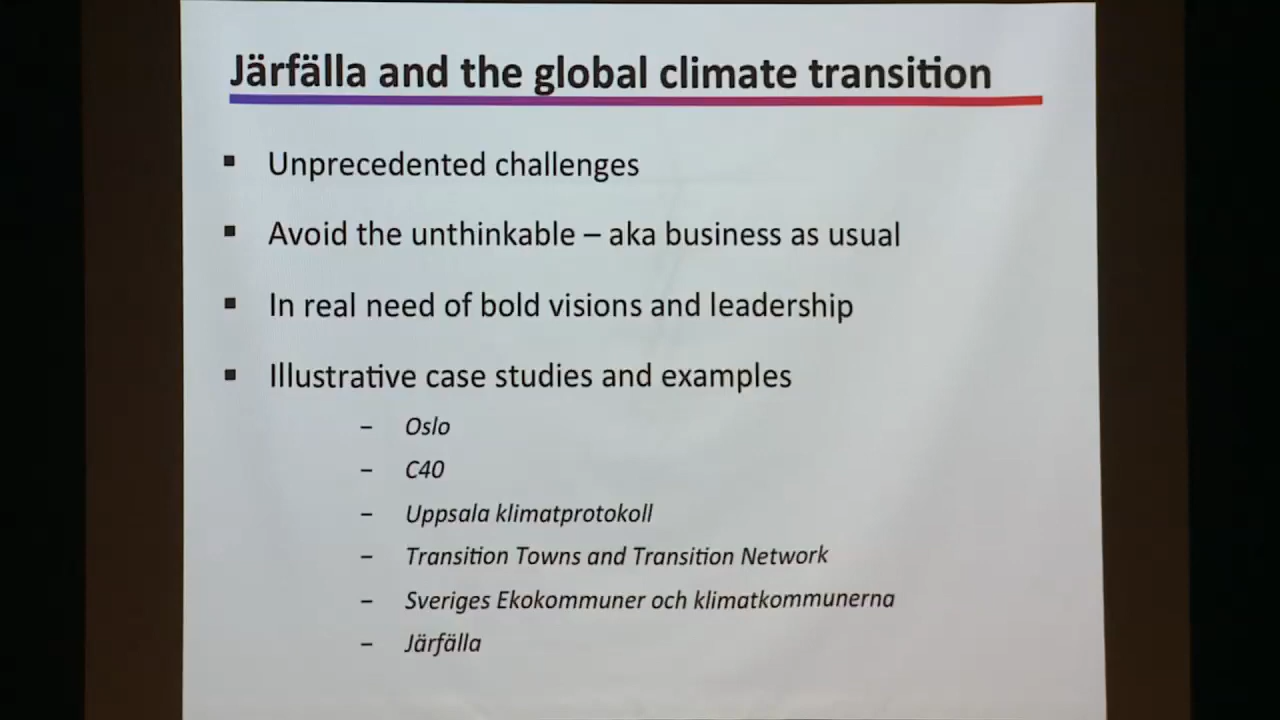 Järfälla and the global climate transition
▪ Unprecedented challenges
▪ Avoid the unthinkable – aka business as usual
▪ In real need of bold visions and leadership
▪ Illustrative case studies and examples
– Oslo
– C40
– Uppsala klimatprotokoll
– Transition Towns and Transition Network
– Sveriges Ekokommuner och klimatkommunerna
– Järfälla